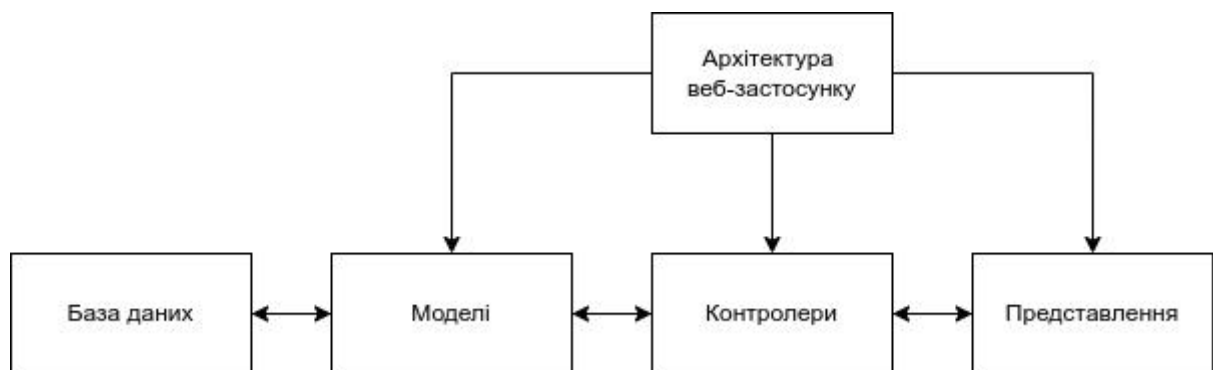 Архітектура
веб-застосунку
База даних
Моделі
Контролери
Представлення